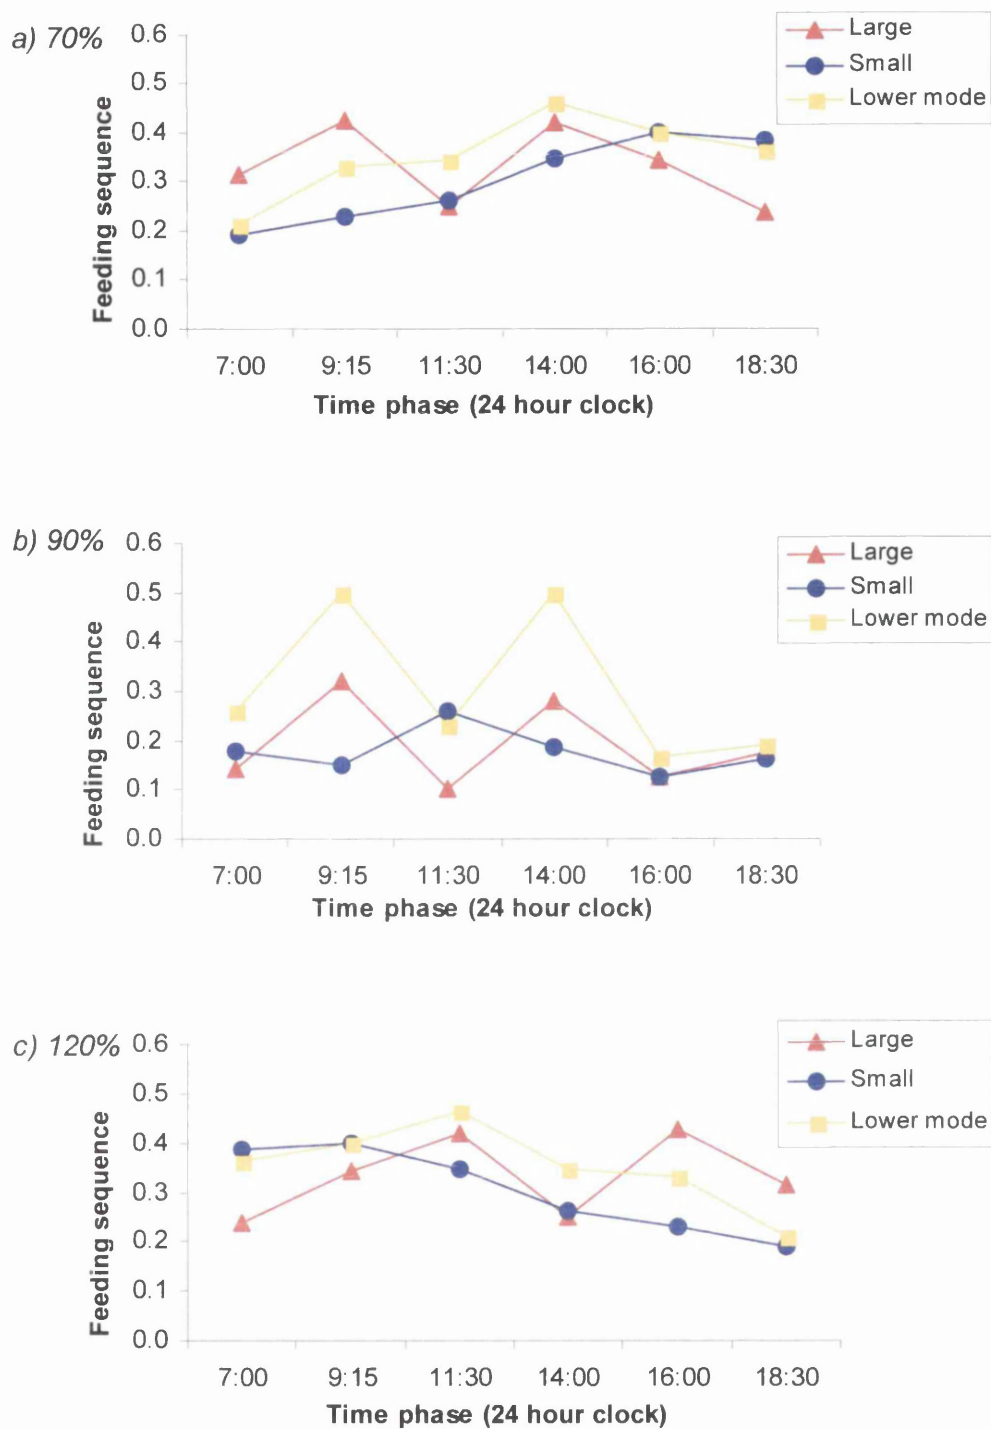 a) 70%
0.6
0.5
0.4
0.3
0.2
0.1
0.0
Feeding sequence
7:00 9:15 11:30 14:00 16:00 18:30
Time phase (24 hour clock)
Large
Small
Lower mode
b) 90%
0.6
0.5
0.4
0.3
0.2
0.1
0.0
Feeding sequence
7:00 9:15 11:30 14:00 16:00 18:30
Time phase (24 hour clock)
Large
Small
Lower mode
c) 120%
0.6
0.5
0.4
0.3
0.2
0.1
0.0
Feeding sequence
7:00 9:15 11:30 14:00 16:00 18:30
Time phase (24 hour clock)
Large
Small
Lower mode